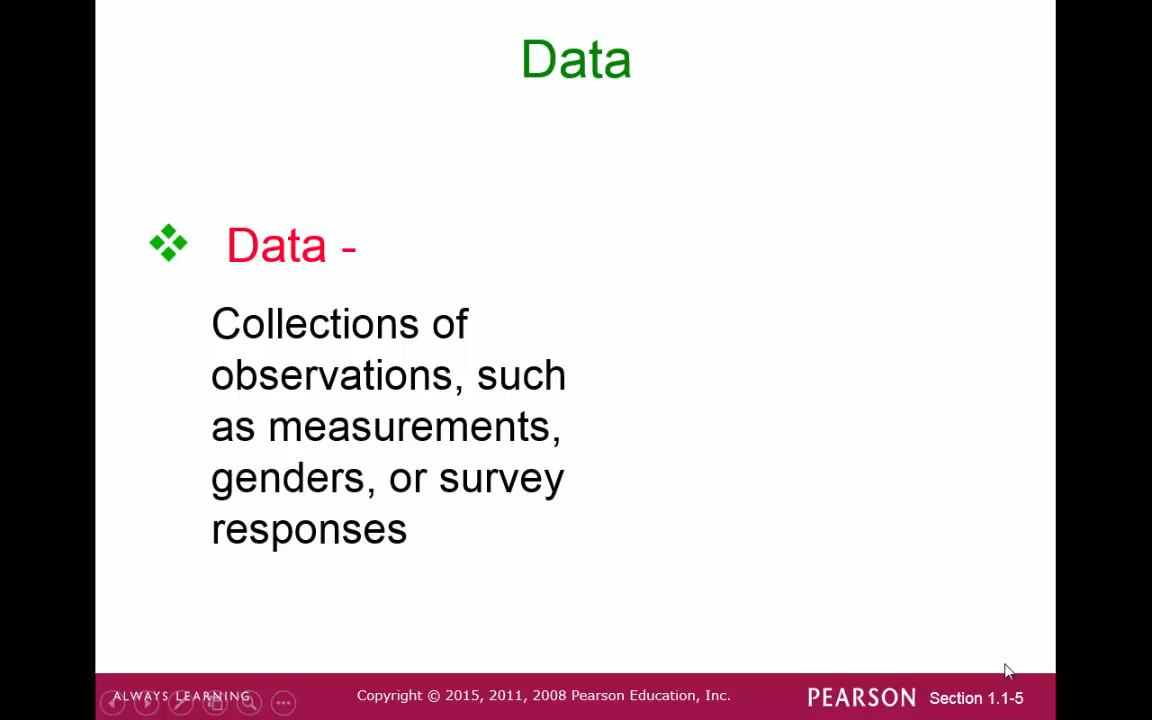 Data
Data -
Collections of
observations, such
as measurements,
genders, or survey
responses
ALWAYS LEARNING
Copyright © 2015, 2011, 2008 Pearson Education, Inc.
PEARSON
Section 1.1-5